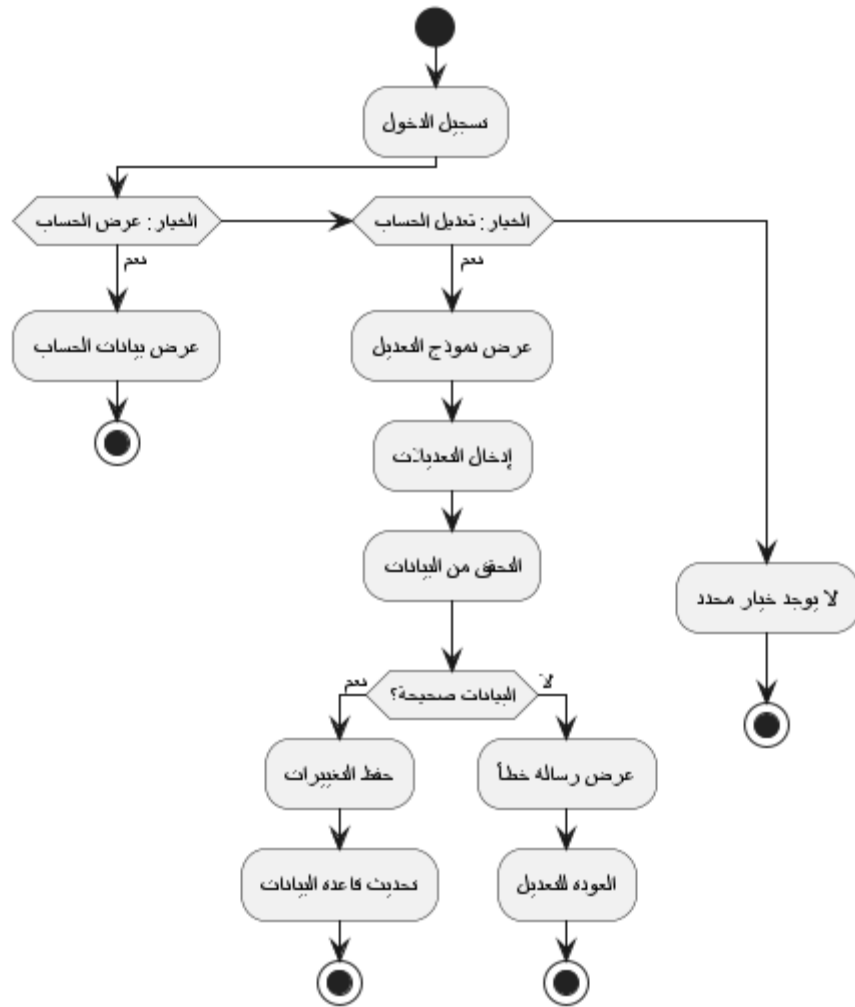 تسجيل الدخول
الخيار : عرض الحساب
نعم
عرض بيانات الحساب
الخيار : تعديل الحساب
نعم
عرض نموذج التعديل
إدخال التعديلات
التحقق من البيانات
البيانات صحيحة؟
نعم
حفظ التغييرات
تحديث قاعدة البيانات
لا
عرض رسالة خطأ
العودة للتعديل
لا يوجد خيار محدد